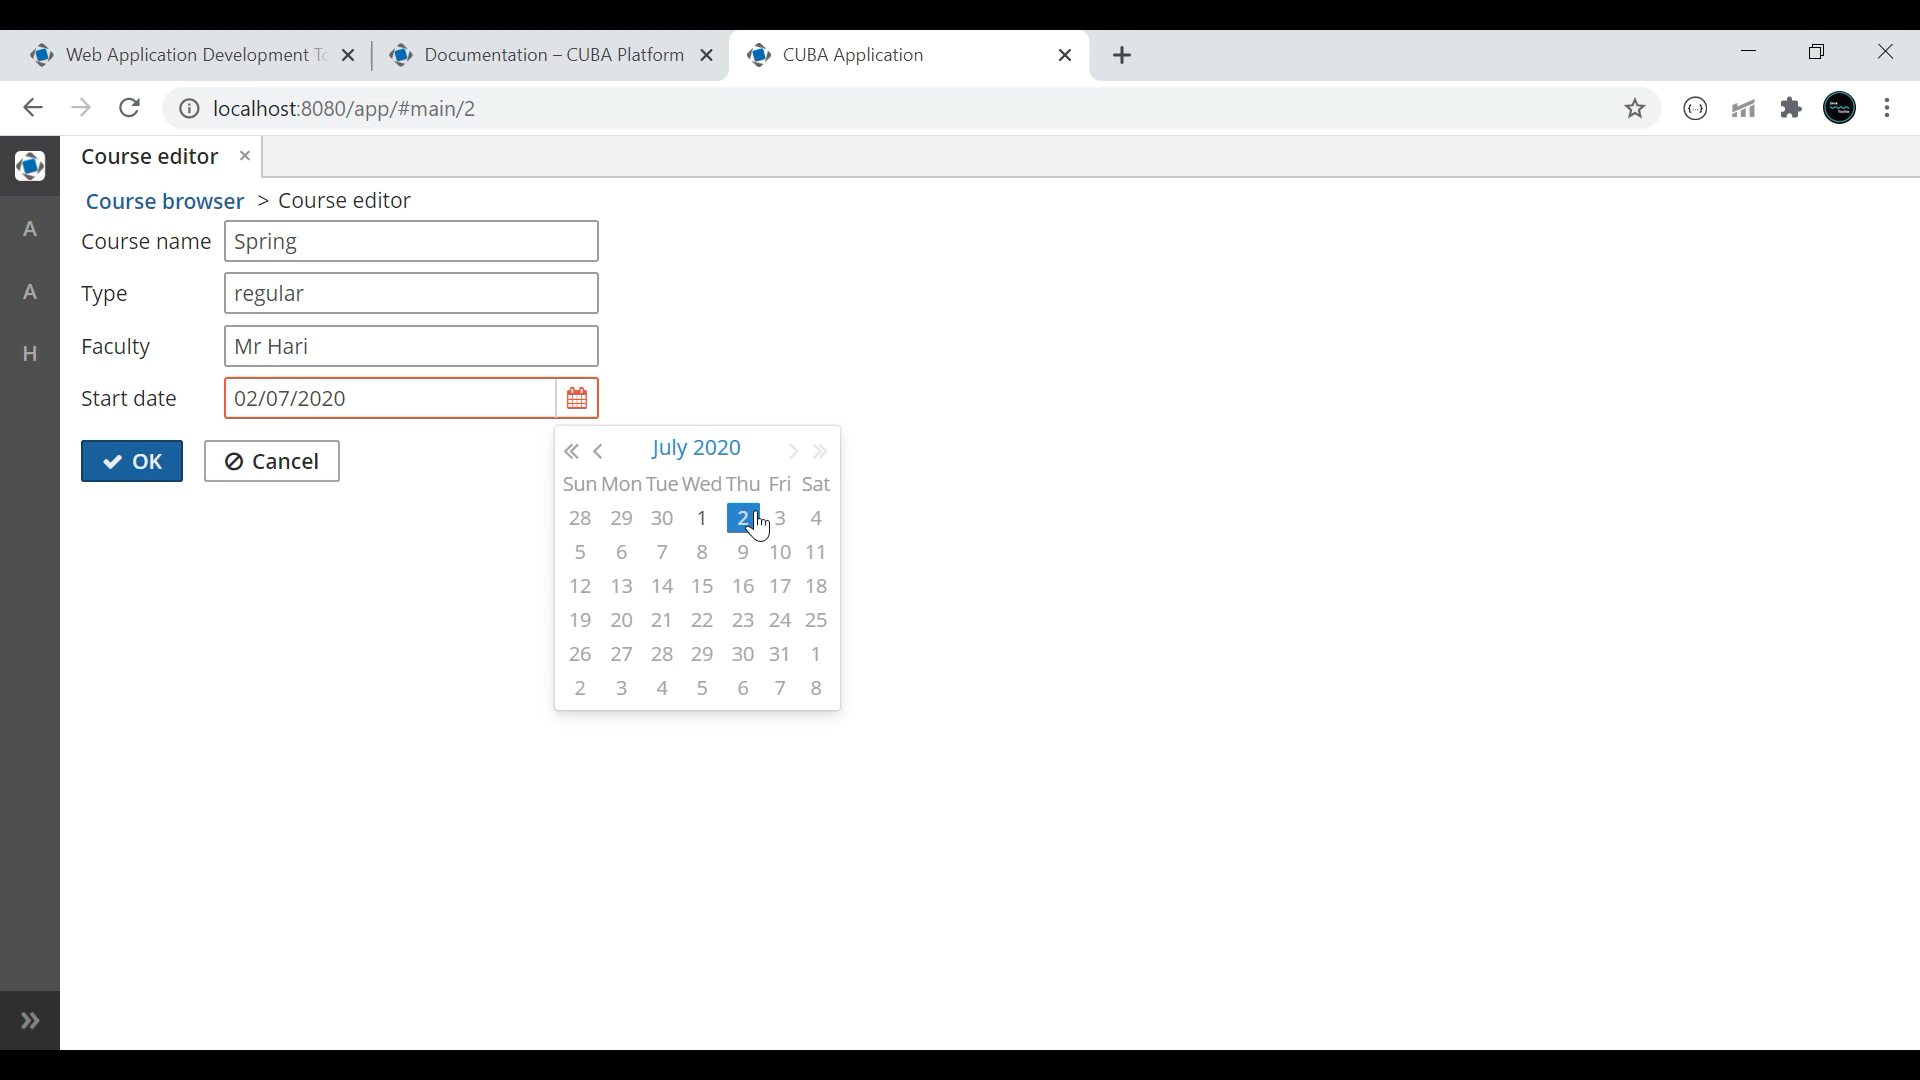 Web Application Development To
Documentation – CUBA Platform
CUBA Application
localhost:8080/app/#main/2
Course editor
Course browser > Course editor
A
Course name Spring
A
Type regular
H
Faculty Mr Hari
Start date 02/07/2020
OK Cancel
July 2020
Sun Mon Tue Wed Thu Fri Sat
28 29 30 1 2 3 4
5 6 7 8 9 10 11
12 13 14 15 16 17 18
19 20 21 22 23 24 25
26 27 28 29 30 31 1
2 3 4 5 6 7 8